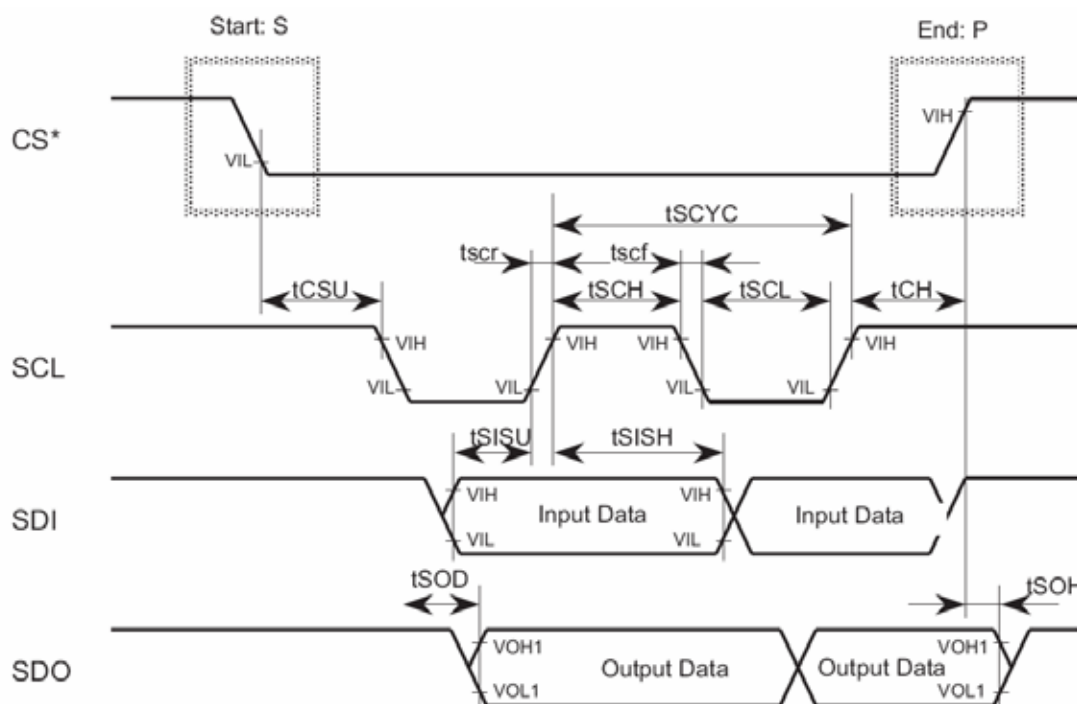 Start: S End: P
CS*
VIL
VIH
tSCYC
tscr tscf
tCSU tSCH tSCL tCH
SCL
VIH VIH VIH VIH
VIL VIL VIL VIL
tSISU tSISH
SDI
VIH VIH
Input Data Input Data
VIL VIL
tSOD tSOH
SDO
VOH1 VOH1
Output Data Output Data
VOL1 VOL1